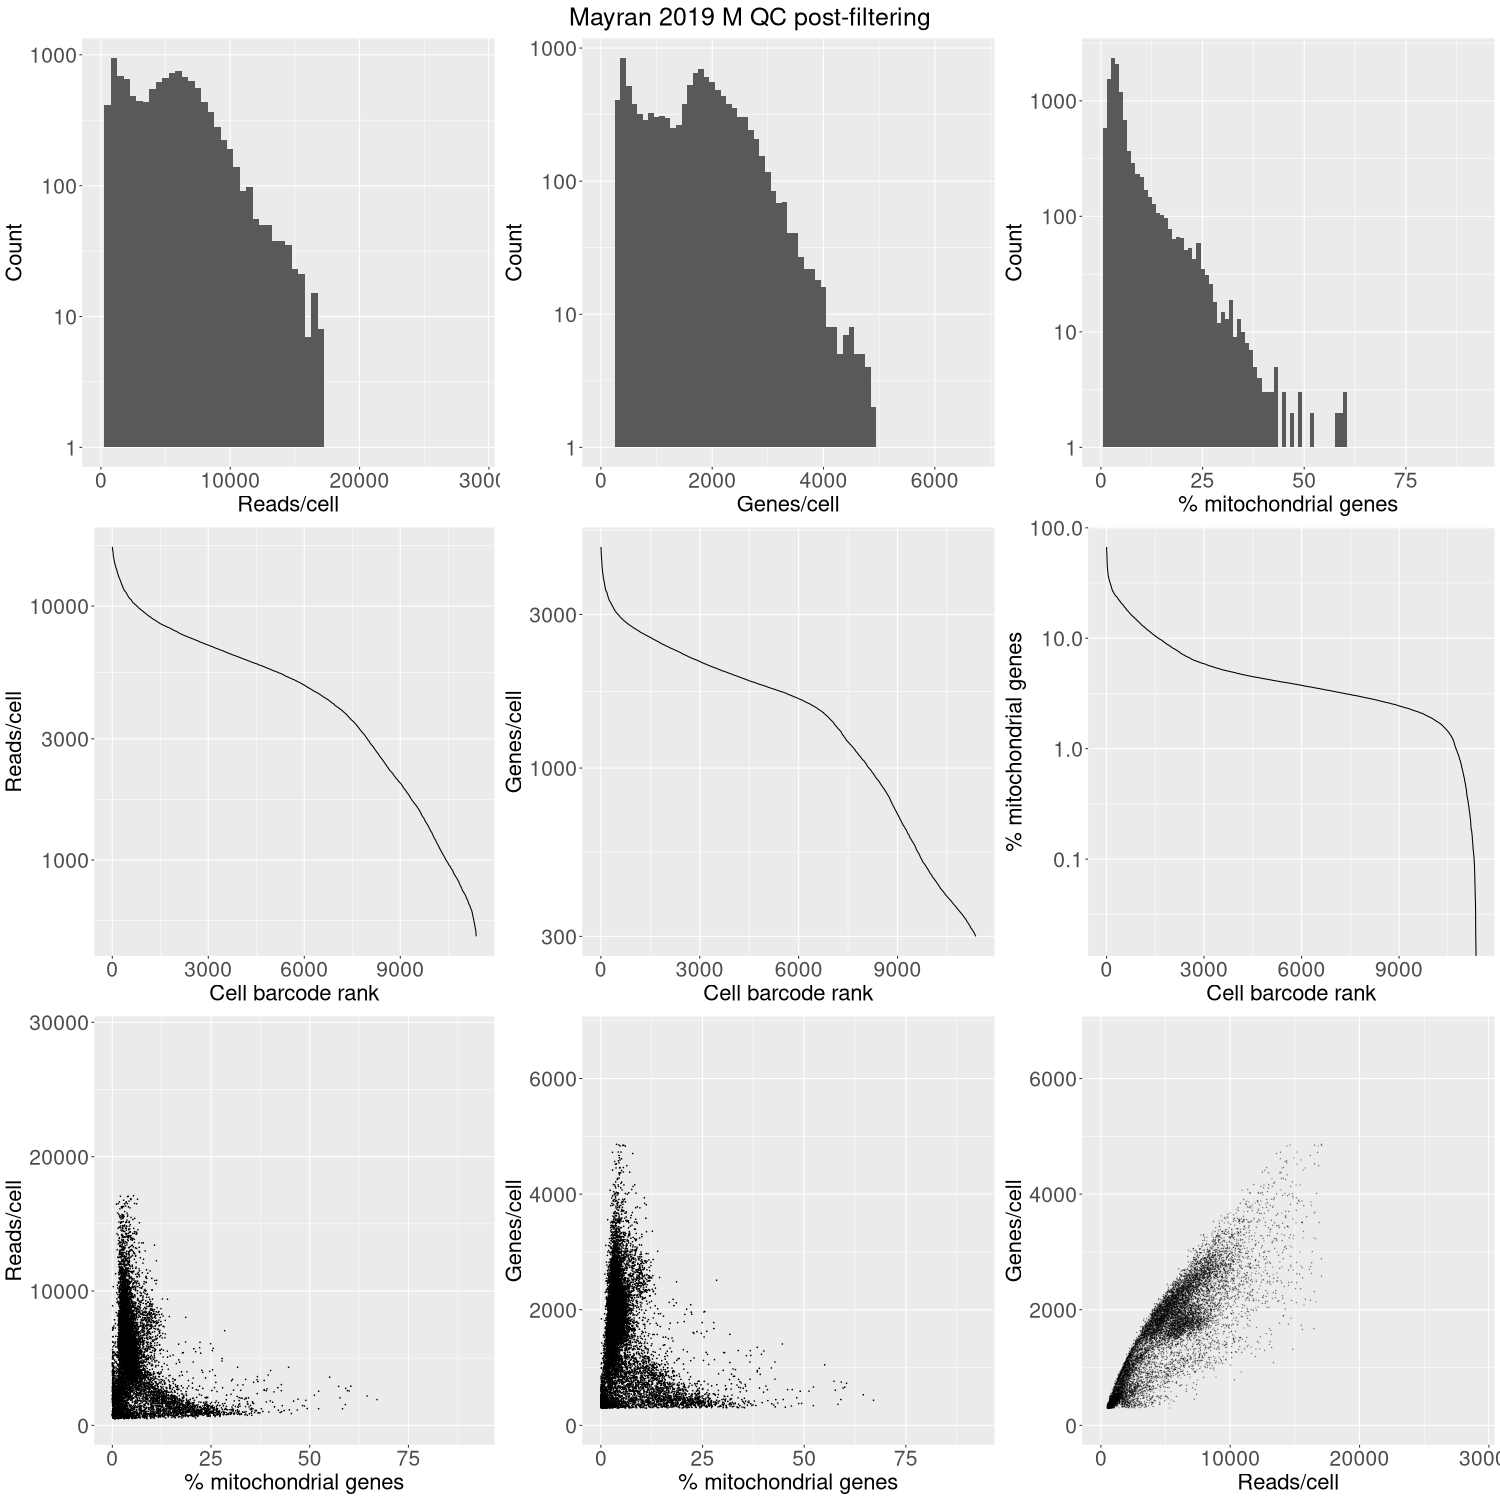 Mayran 2019 M QC post-filtering
1000
100
10
1
Count
0 10000 20000 3000
Reads/cell
1000
100
10
1
Count
0 2000 4000 6000
Genes/cell
1000
100
10
1
Count
0 25 50 75
% mitochondrial genes
10000
3000
1000
Reads/cell
0 3000 6000 9000
Cell barcode rank
3000
1000
300
Genes/cell
0 3000 6000 9000
Cell barcode rank
100.0
10.0
1.0
0.1
% mitochondrial genes
0 3000 6000 9000
Cell barcode rank
30000
20000
10000
0
Reads/cell
0 25 50 75
% mitochondrial genes
6000
4000
2000
0
Genes/cell
0 25 50 75
% mitochondrial genes
6000
4000
2000
0
Genes/cell
0 10000 20000 3000
Reads/cell